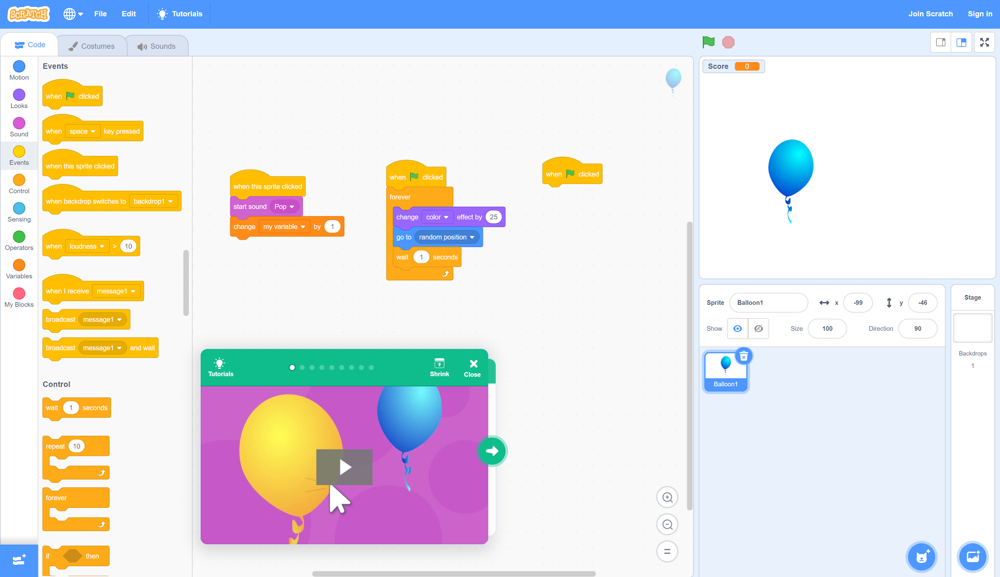 SCRATCH File Edit Tutorials Join Scratch Sign in
Code Costumes Sounds
Motion
Looks
Sound
Events
Control
Sensing
Operators
Variables
My Blocks
Events
when clicked
when space key pressed
when this sprite clicked
when backdrop switches to backdrop1
when loudness > 10
when I receive message1
broadcast message1
broadcast message1 and wait
Control
wait 1 seconds
repeat 10
forever
if then
when this sprite clicked
start sound Pop
change my variable by 1
when clicked
forever
change color effect by 25
go to random position
wait 1 seconds
when clicked
Tutorials Shrink Close
Score 0
Sprite Balloon1 x -99 y -46
Show Size 100 Direction 90
Balloon1
Stage
Backdrops
1